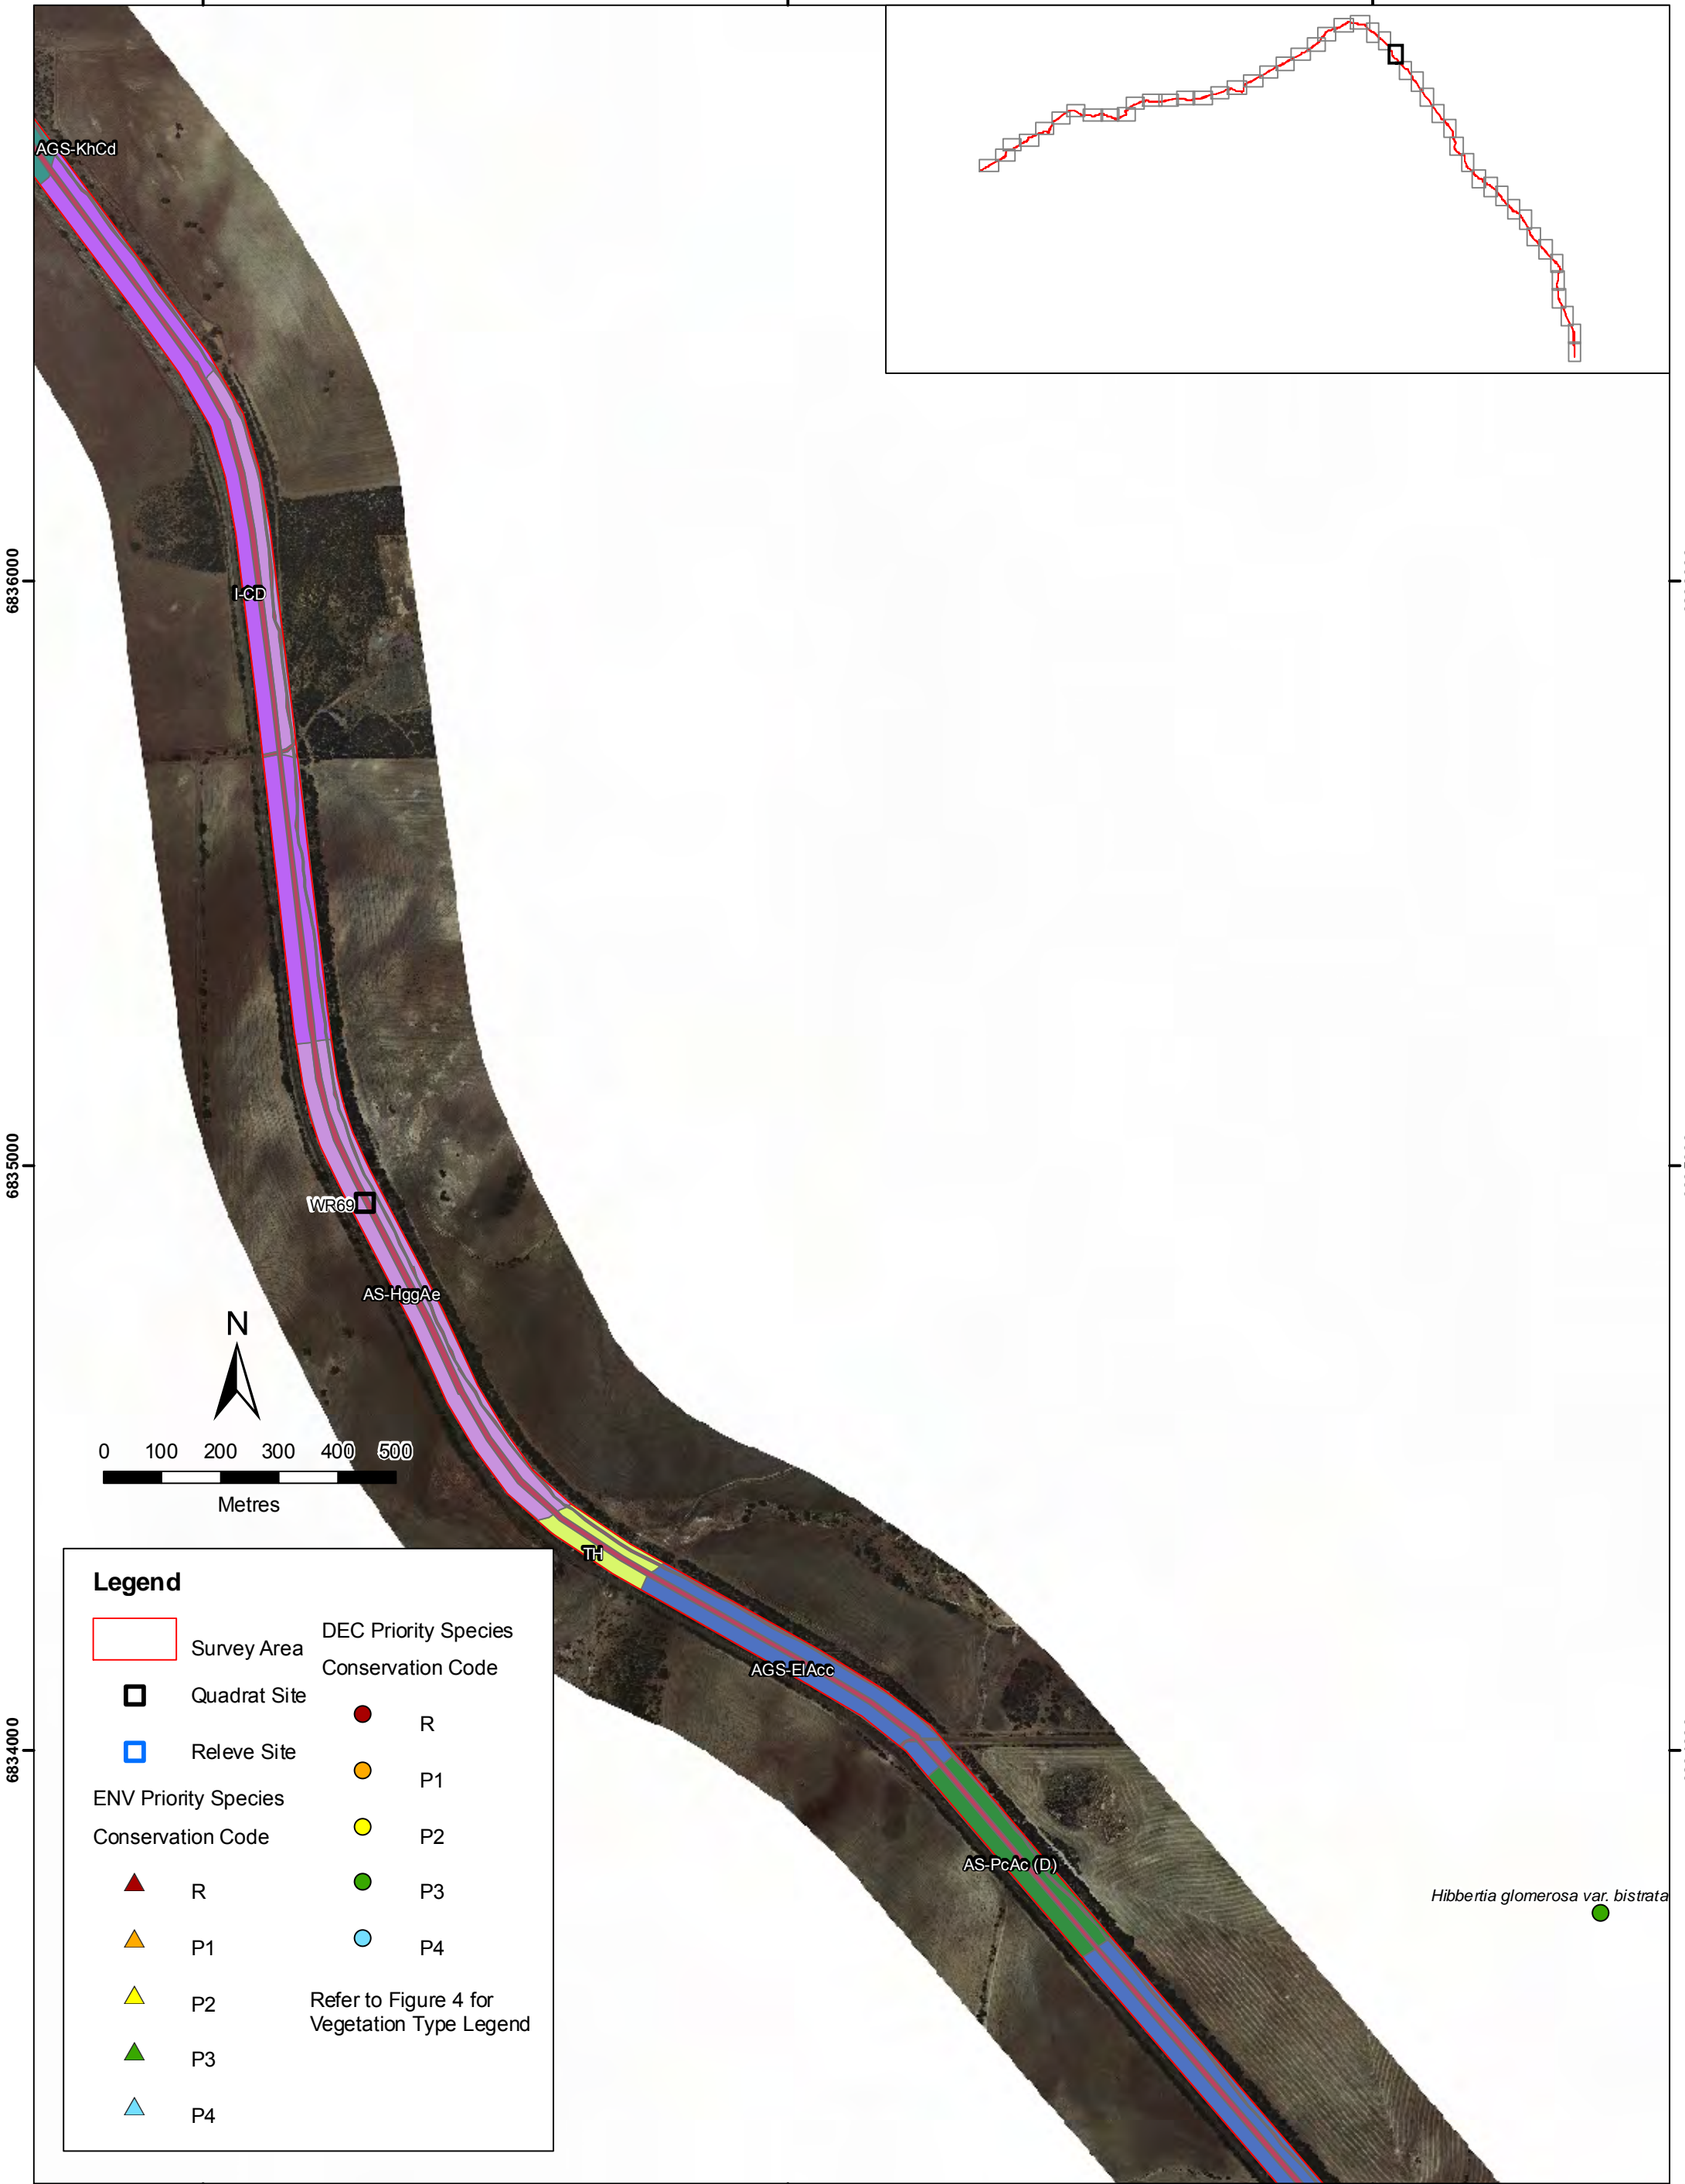 AGS-KhCd
6836000
I-CD
6835000
WR69
AS-HggAe
N
0 100 200 300 400 500
Metres
TH
AGS-ElAcc
6834000
AS-PcAc (D)
Hibbertia glomerosa var. bistrata
Legend
Survey Area
Quadrat Site
Releve Site
ENV Priority Species
Conservation Code
R
P1
P2
P3
P4
DEC Priority Species
Conservation Code
R
P1
P2
P3
P4
Refer to Figure 4 for
Vegetation Type Legend